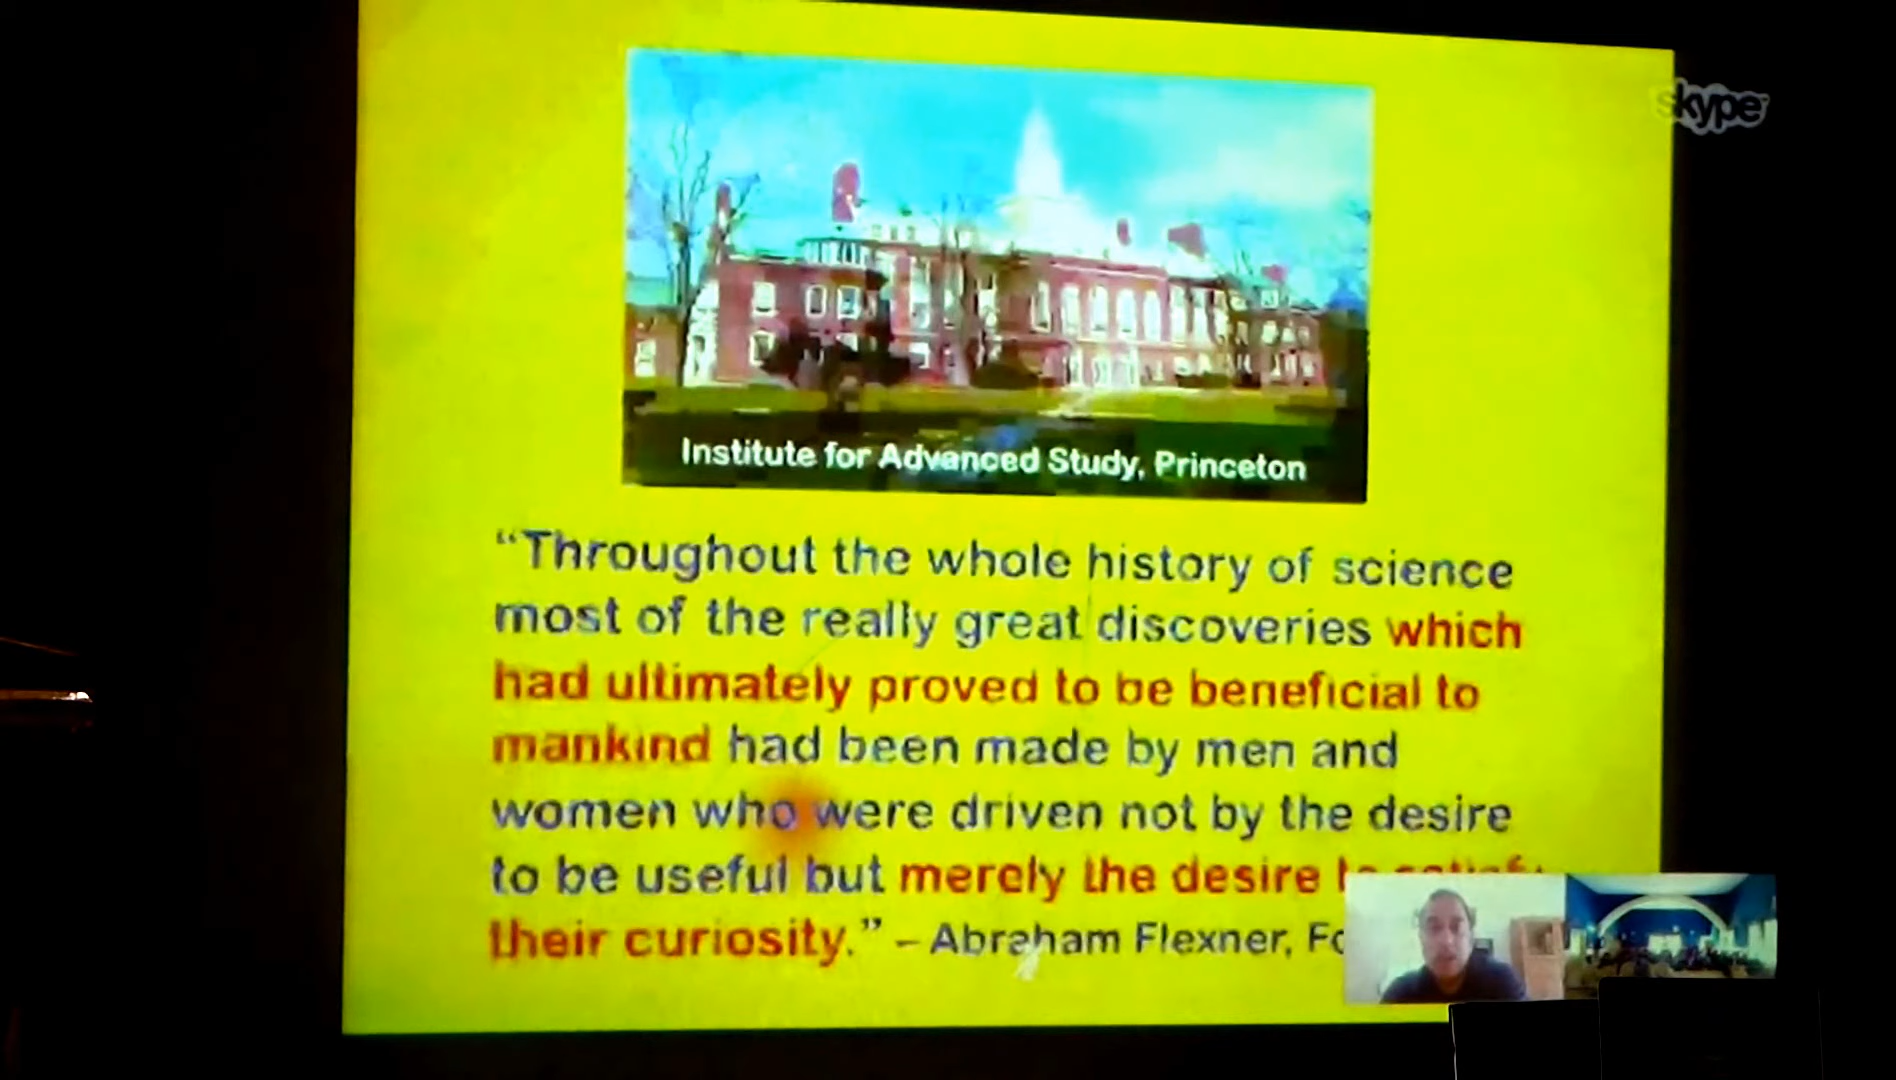 skype
Institute for Advanced Study, Princeton
“Throughout the whole history of science
most of the really great discoveries which
had ultimately proved to be beneficial to
mankind had been made by men and
women who were driven not by the desire
to be useful but merely the desire to satisfy
their curiosity.” – Abraham Flexner,